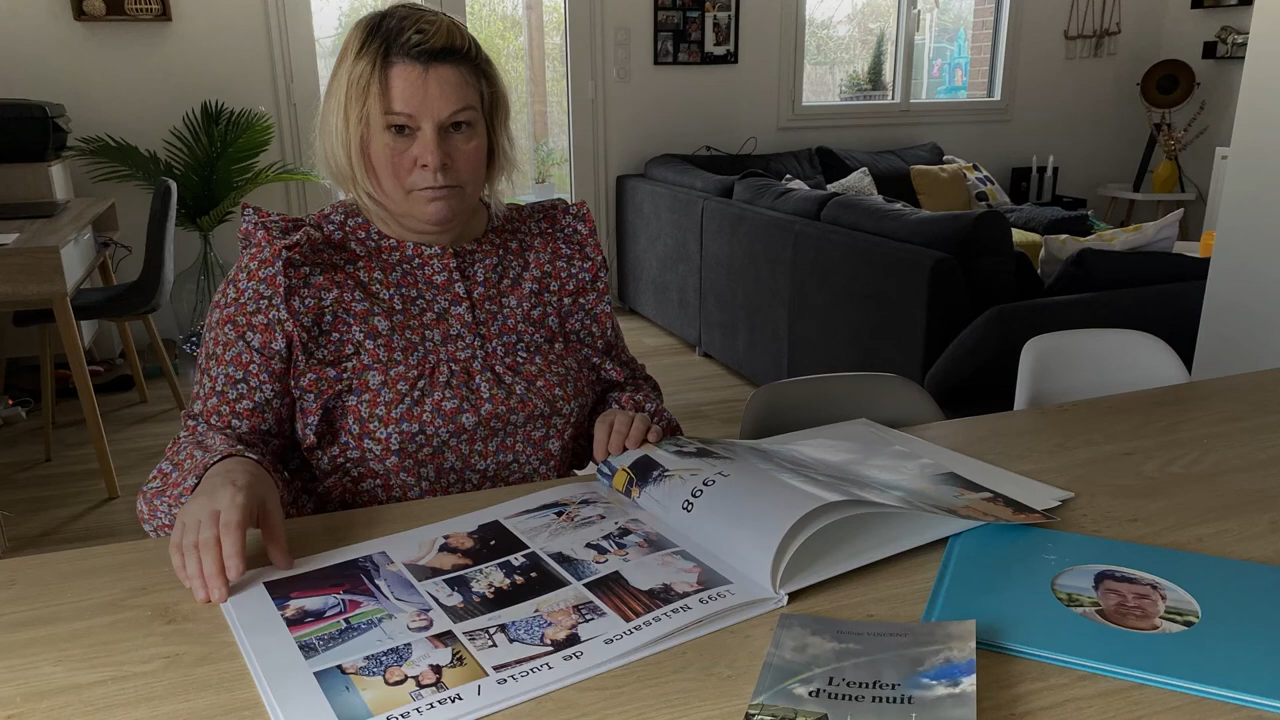 1998
1999 Naissance de Lucie / Mariag
Hélène VINCENT
L'enfer
d'une nuit